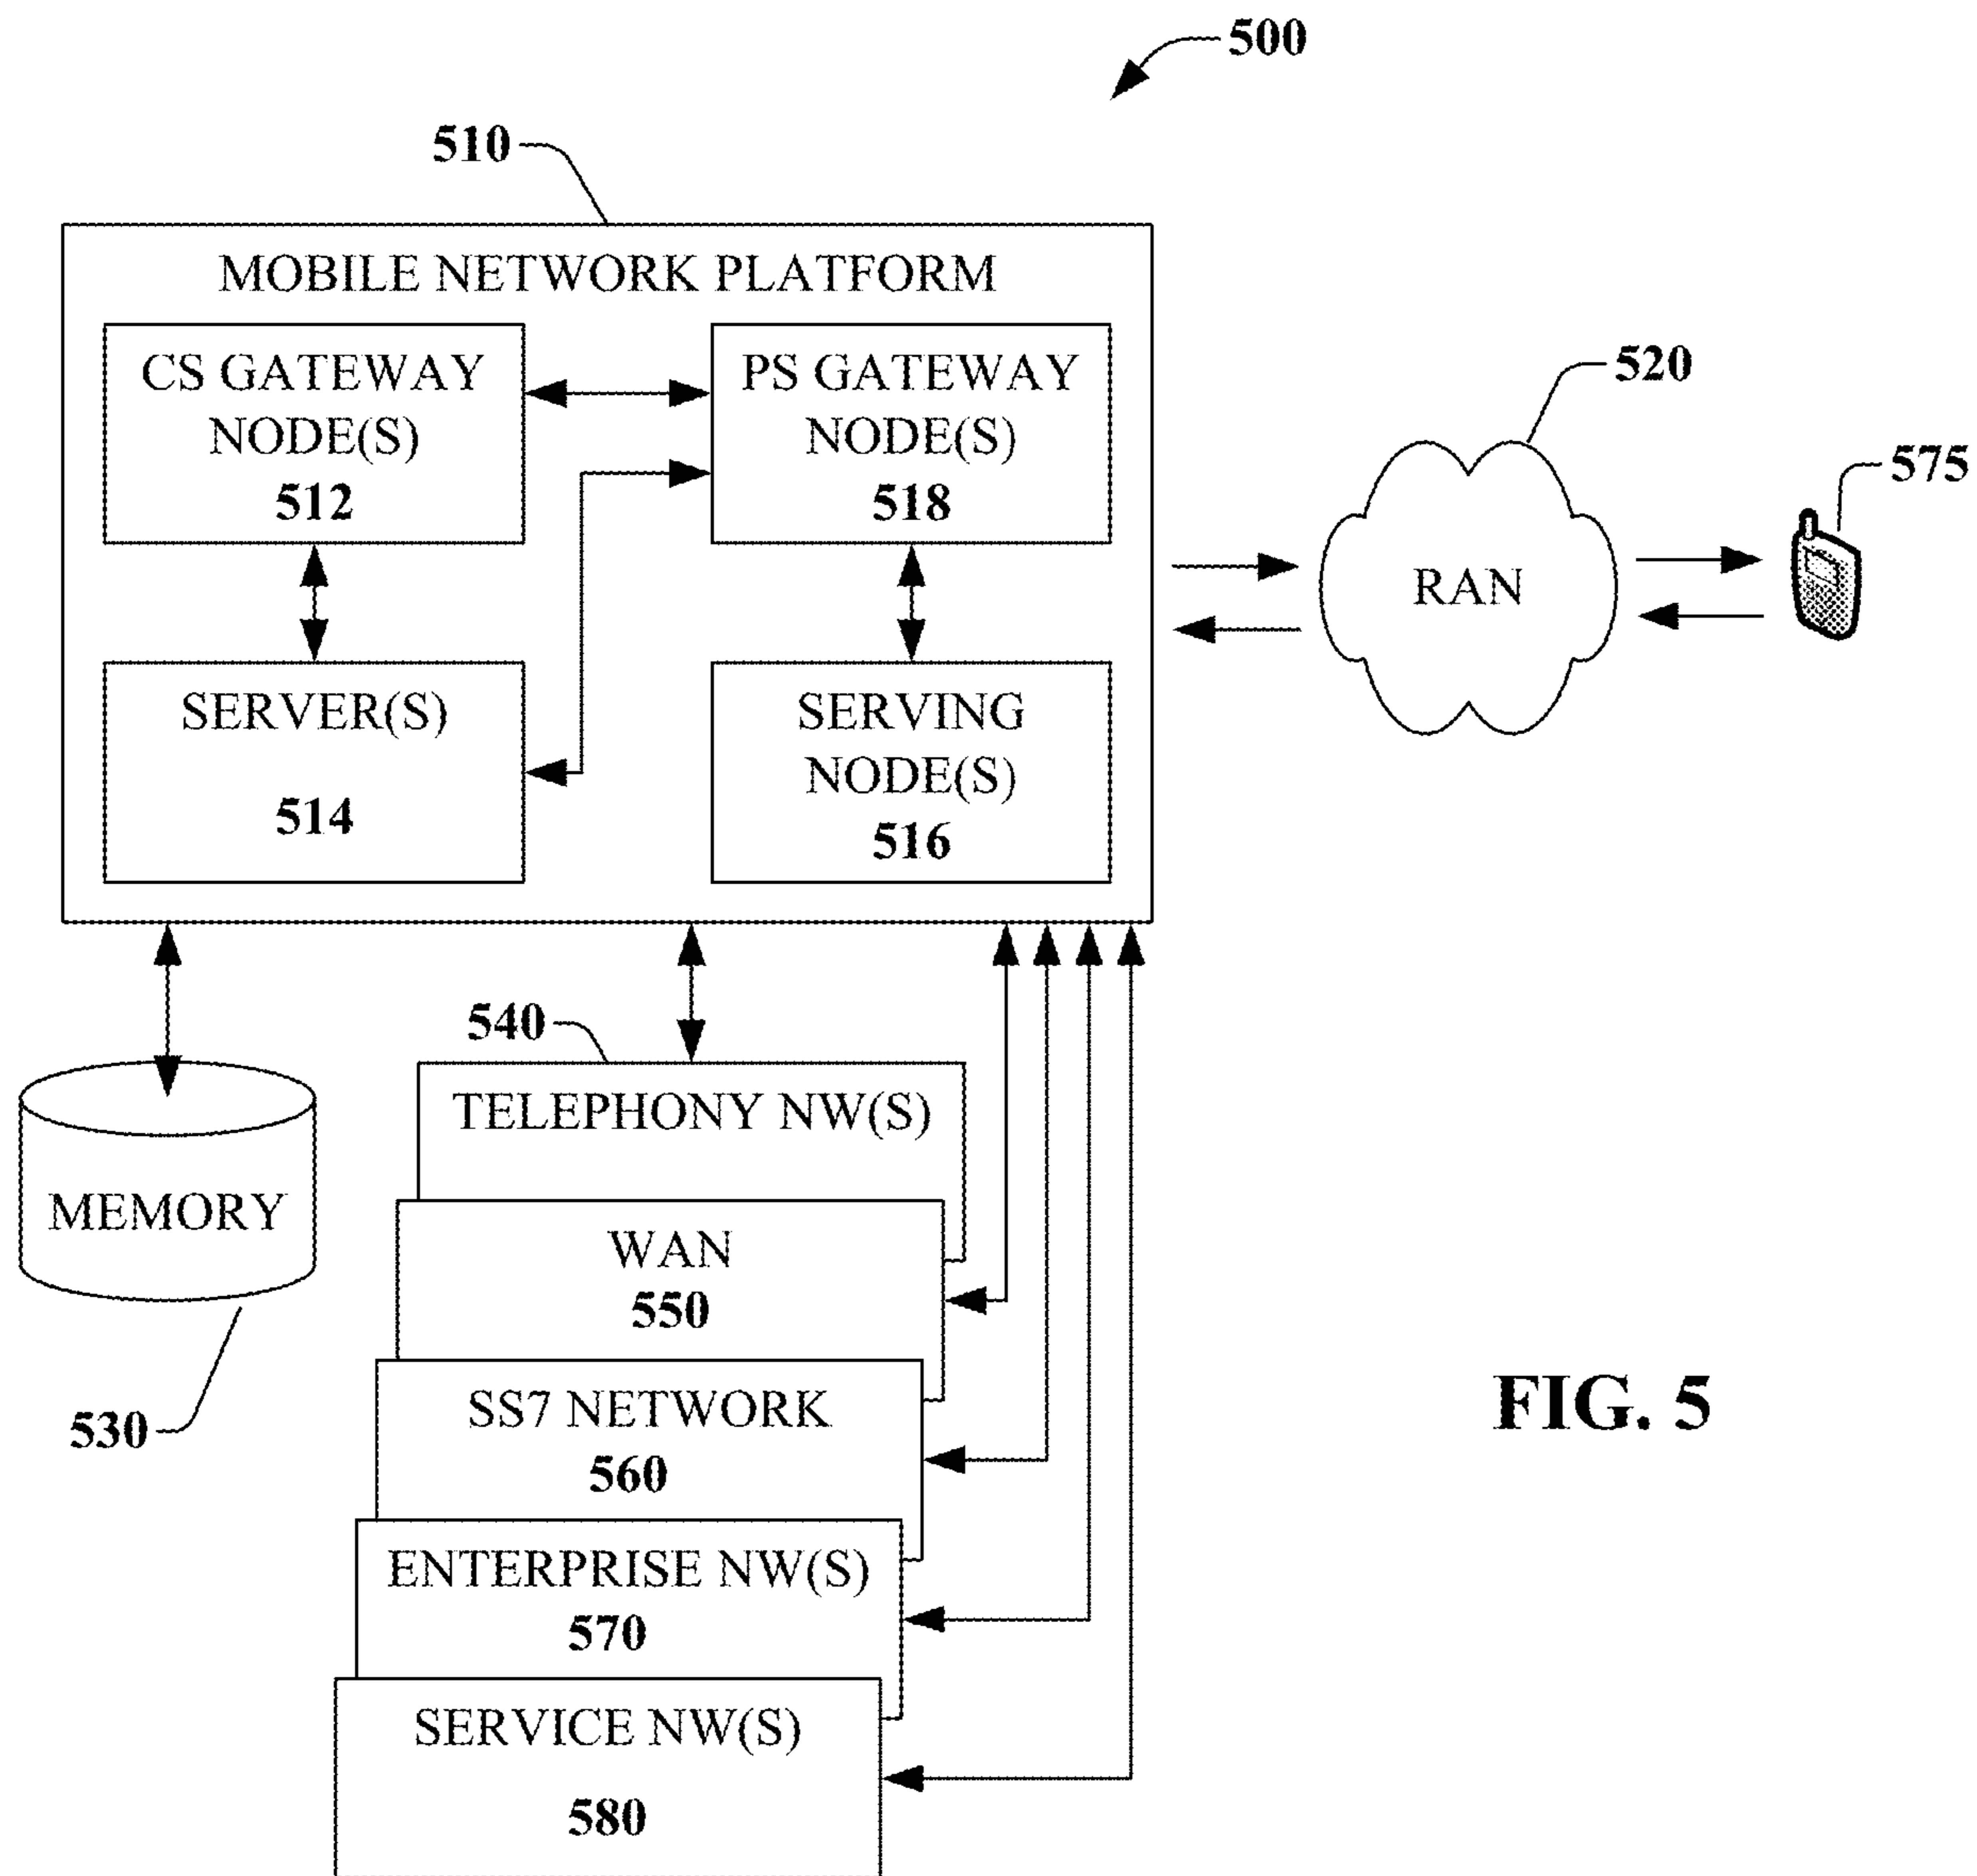 500
510
MOBILE NETWORK PLATFORM
CS GATEWAY
NODE(S)
512
PS GATEWAY
NODE(S)
518
SERVER(S)
514
SERVING
NODE(S)
516
520
RAN
575
540
TELEPHONY NW(S)
MEMORY
530
WAN
550
SS7 NETWORK
560
ENTERPRISE NW(S)
570
SERVICE NW(S)
580
FIG. 5